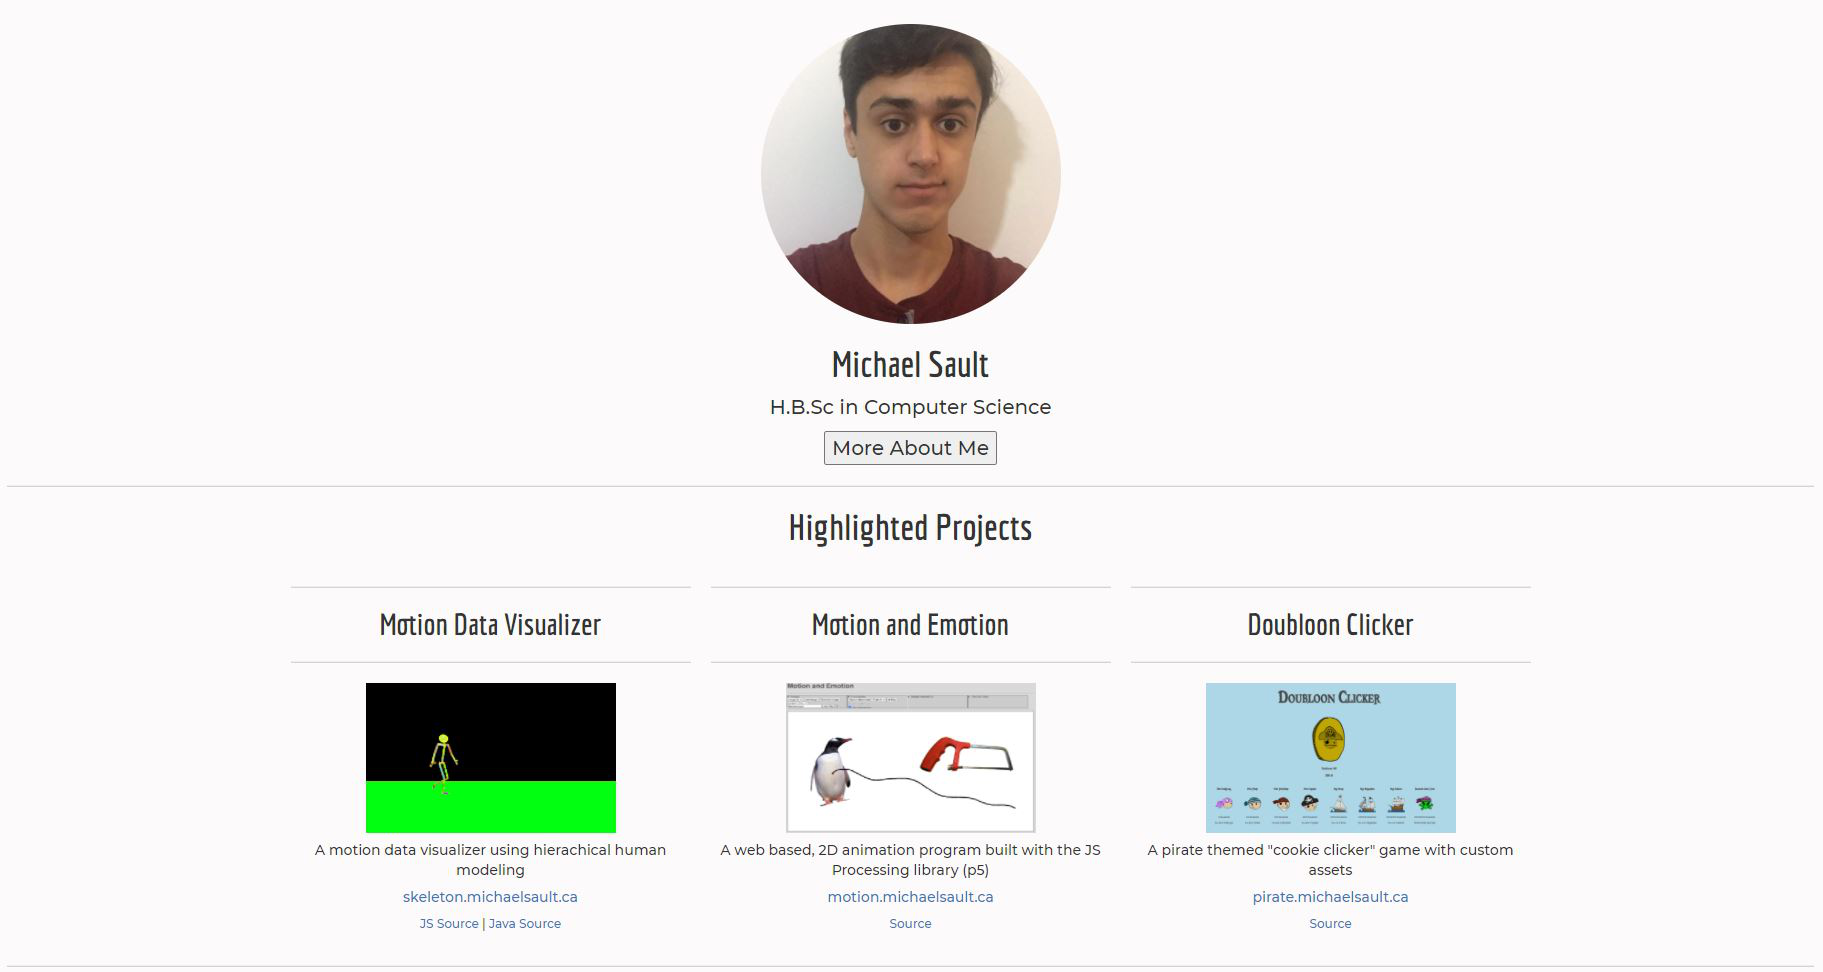 Michael Sault
H.B.Sc in Computer Science
More About Me
Highlighted Projects
Motion Data Visualizer
A motion data visualizer using hierachical human
modeling
skeleton.michaelsault.ca
JS Source | Java Source
Motion and Emotion
Motion and Emotion
A web based, 2D animation program built with the JS
Processing library (p5)
motion.michaelsault.ca
Source
Doubloon Clicker
Doubloon Clicker
A pirate themed "cookie clicker" game with custom
assets
pirate.michaelsault.ca
Source